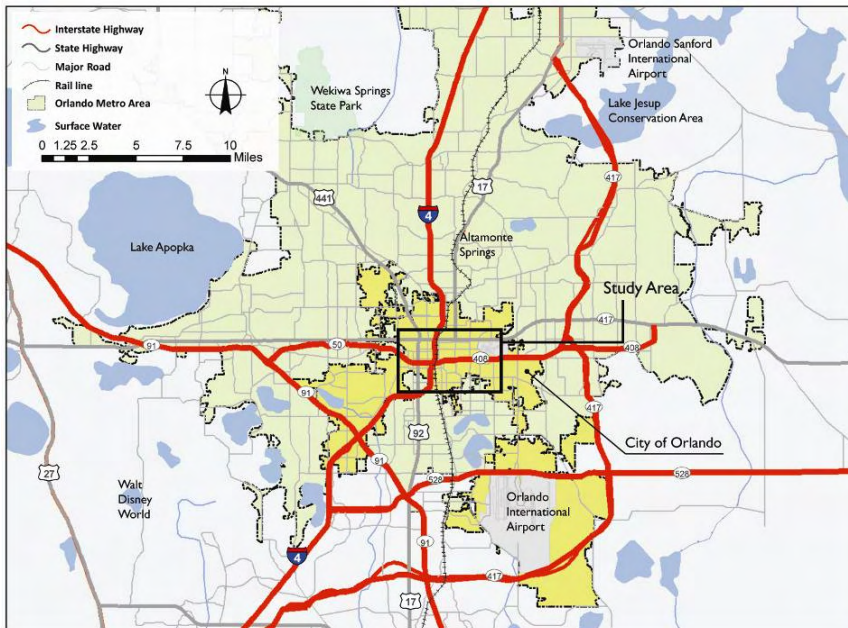 Interstate Highway
State Highway
Major Road
Rail line
Orlando Metro Area
Surface Water
0 1.25 2.5 5 7.5 10
Miles
N
Orlando Sanford
International
Airport
Wekiwa Springs
State Park
Lake Jesup
Conservation Area
417
17
441
4
Altamonte
Springs
Lake Apopka
Study Area
417
91
50
408
408
91
417
City of Orlando
92
27
91
528
528
Walt
Disney
World
Orlando
International
Airport
91
4
417
17